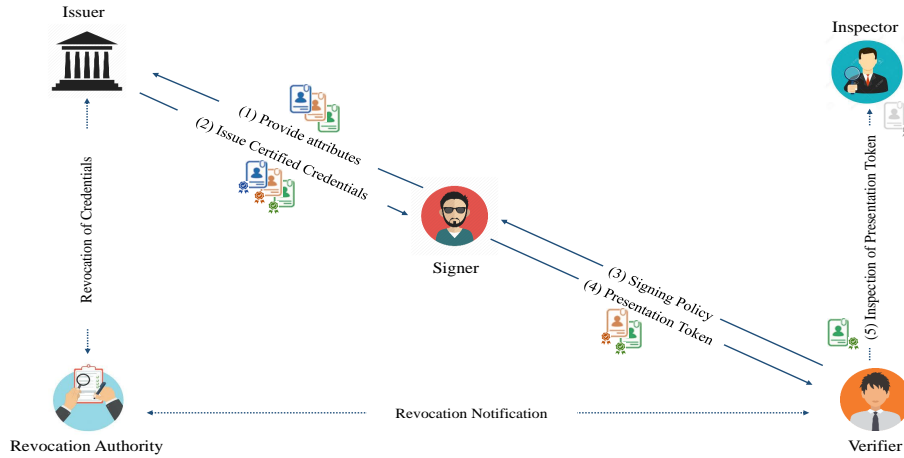 Issuer
Inspector
(1) Provide attributes
(2) Issue Certified Credentials
Revocation of Credentials
(5) Inspection of Presentation Token
Signer
(3) Signing Policy
(4) Presentation Token
Revocation Notification
Revocation Authority
Verifier